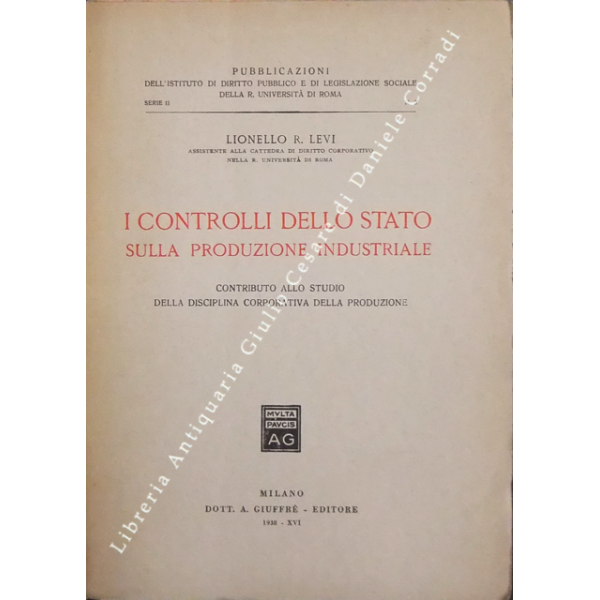 PUBBLICAZIONI
DELL'ISTITUTO DI DIRITTO PUBBLICO E DI LEGISLAZIONE SOCIALE
DELLA R. UNIVERSITÀ DI ROMA
SERIE II
LIONELLO R. LEVI
ASSISTENTE ALLA CATTEDRA DI DIRITTO CORPORATIVO
NELLA R. UNIVERSITÀ DI ROMA
I CONTROLLI DELLO STATO
SULLA PRODUZIONE INDUSTRIALE
CONTRIBUTO ALLO STUDIO
DELLA DISCIPLINA CORPORATIVA DELLA PRODUZIONE
MVLTA
PAVCIS
AG
MILANO
DOTT. A. GIUFFRÈ - EDITORE
1938 - XVI
Libreria Antiquaria Giulio Cesare di Daniele Corradi